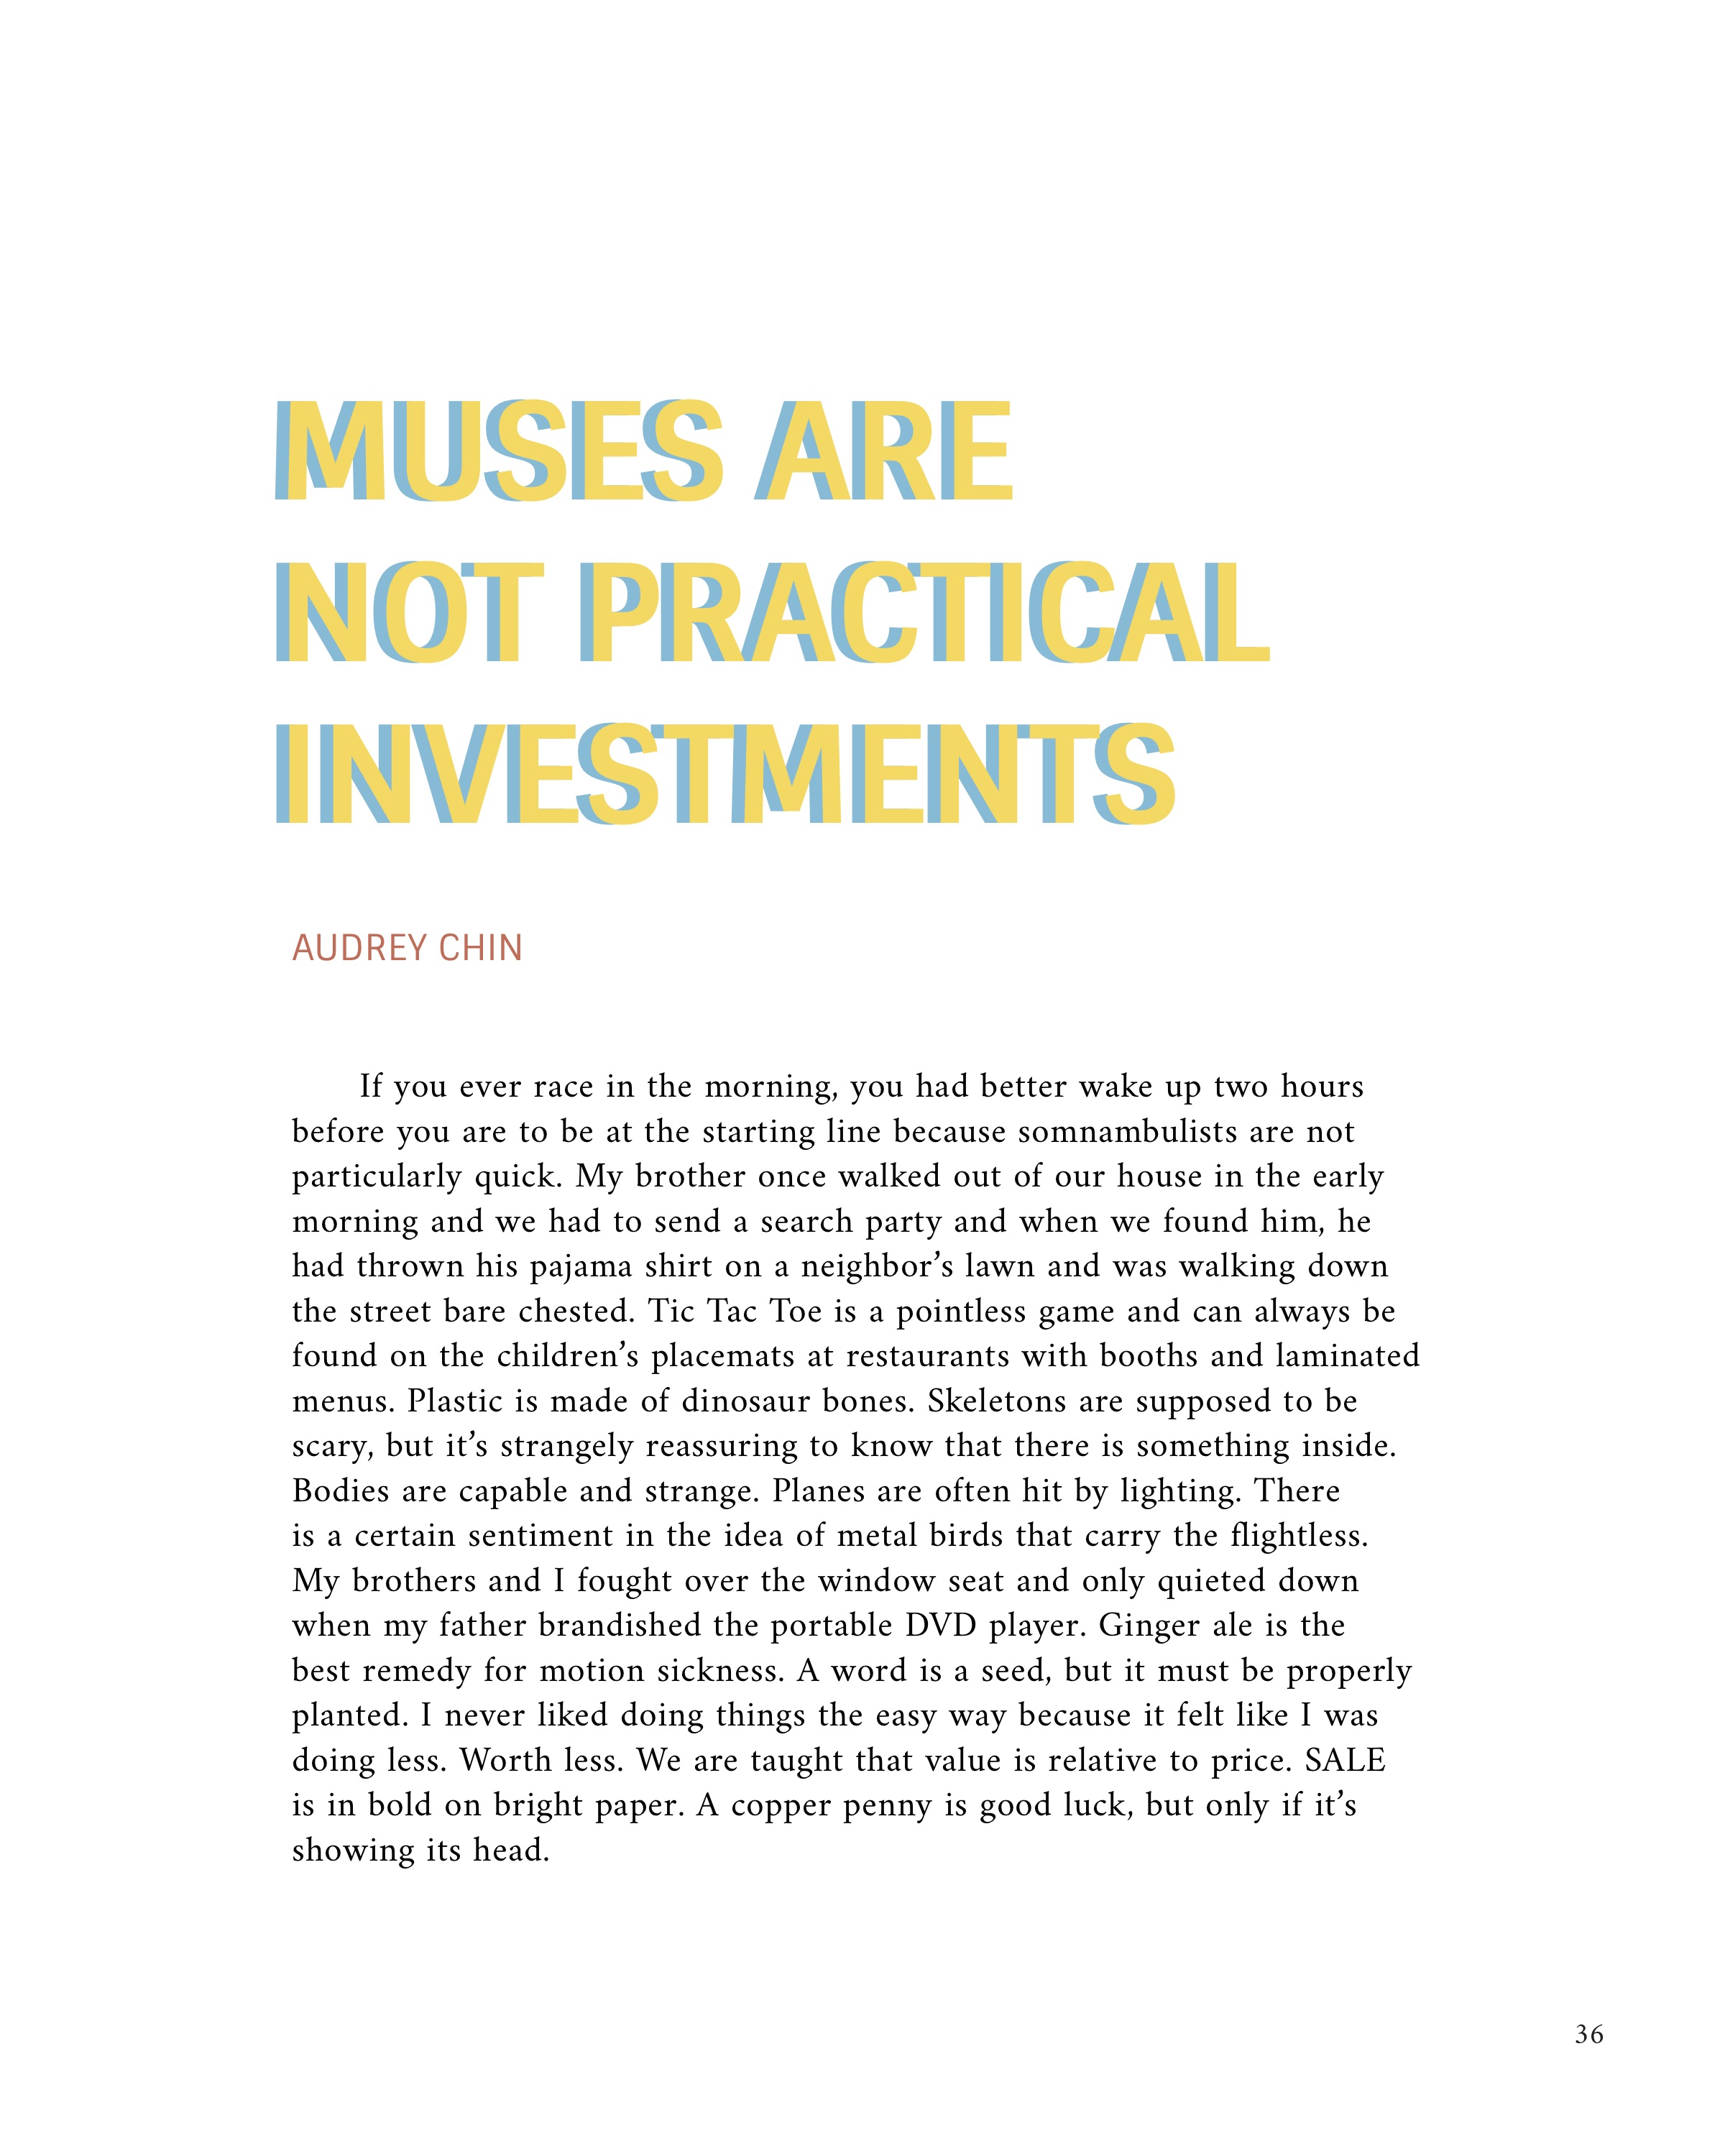 MUSES ARE
NOT PRACTICAL
INVESTMENTS
AUDREY CHIN
If you ever race in the morning, you had better wake up two hours
before you are to be at the starting line because somnambulists are not
particularly quick. My brother once walked out of our house in the early
morning and we had to send a search party and when we found him, he
had thrown his pajama shirt on a neighbor’s lawn and was walking down
the street bare chested. Tic Tac Toe is a pointless game and can always be
found on the children’s placemats at restaurants with booths and laminated
menus. Plastic is made of dinosaur bones. Skeletons are supposed to be
scary, but it’s strangely reassuring to know that there is something inside.
Bodies are capable and strange. Planes are often hit by lighting. There
is a certain sentiment in the idea of metal birds that carry the flightless.
My brothers and I fought over the window seat and only quieted down
when my father brandished the portable DVD player. Ginger ale is the
best remedy for motion sickness. A word is a seed, but it must be properly
planted. I never liked doing things the easy way because it felt like I was
doing less. Worth less. We are taught that value is relative to price. SALE
is in bold on bright paper. A copper penny is good luck, but only if it’s
showing its head.
36